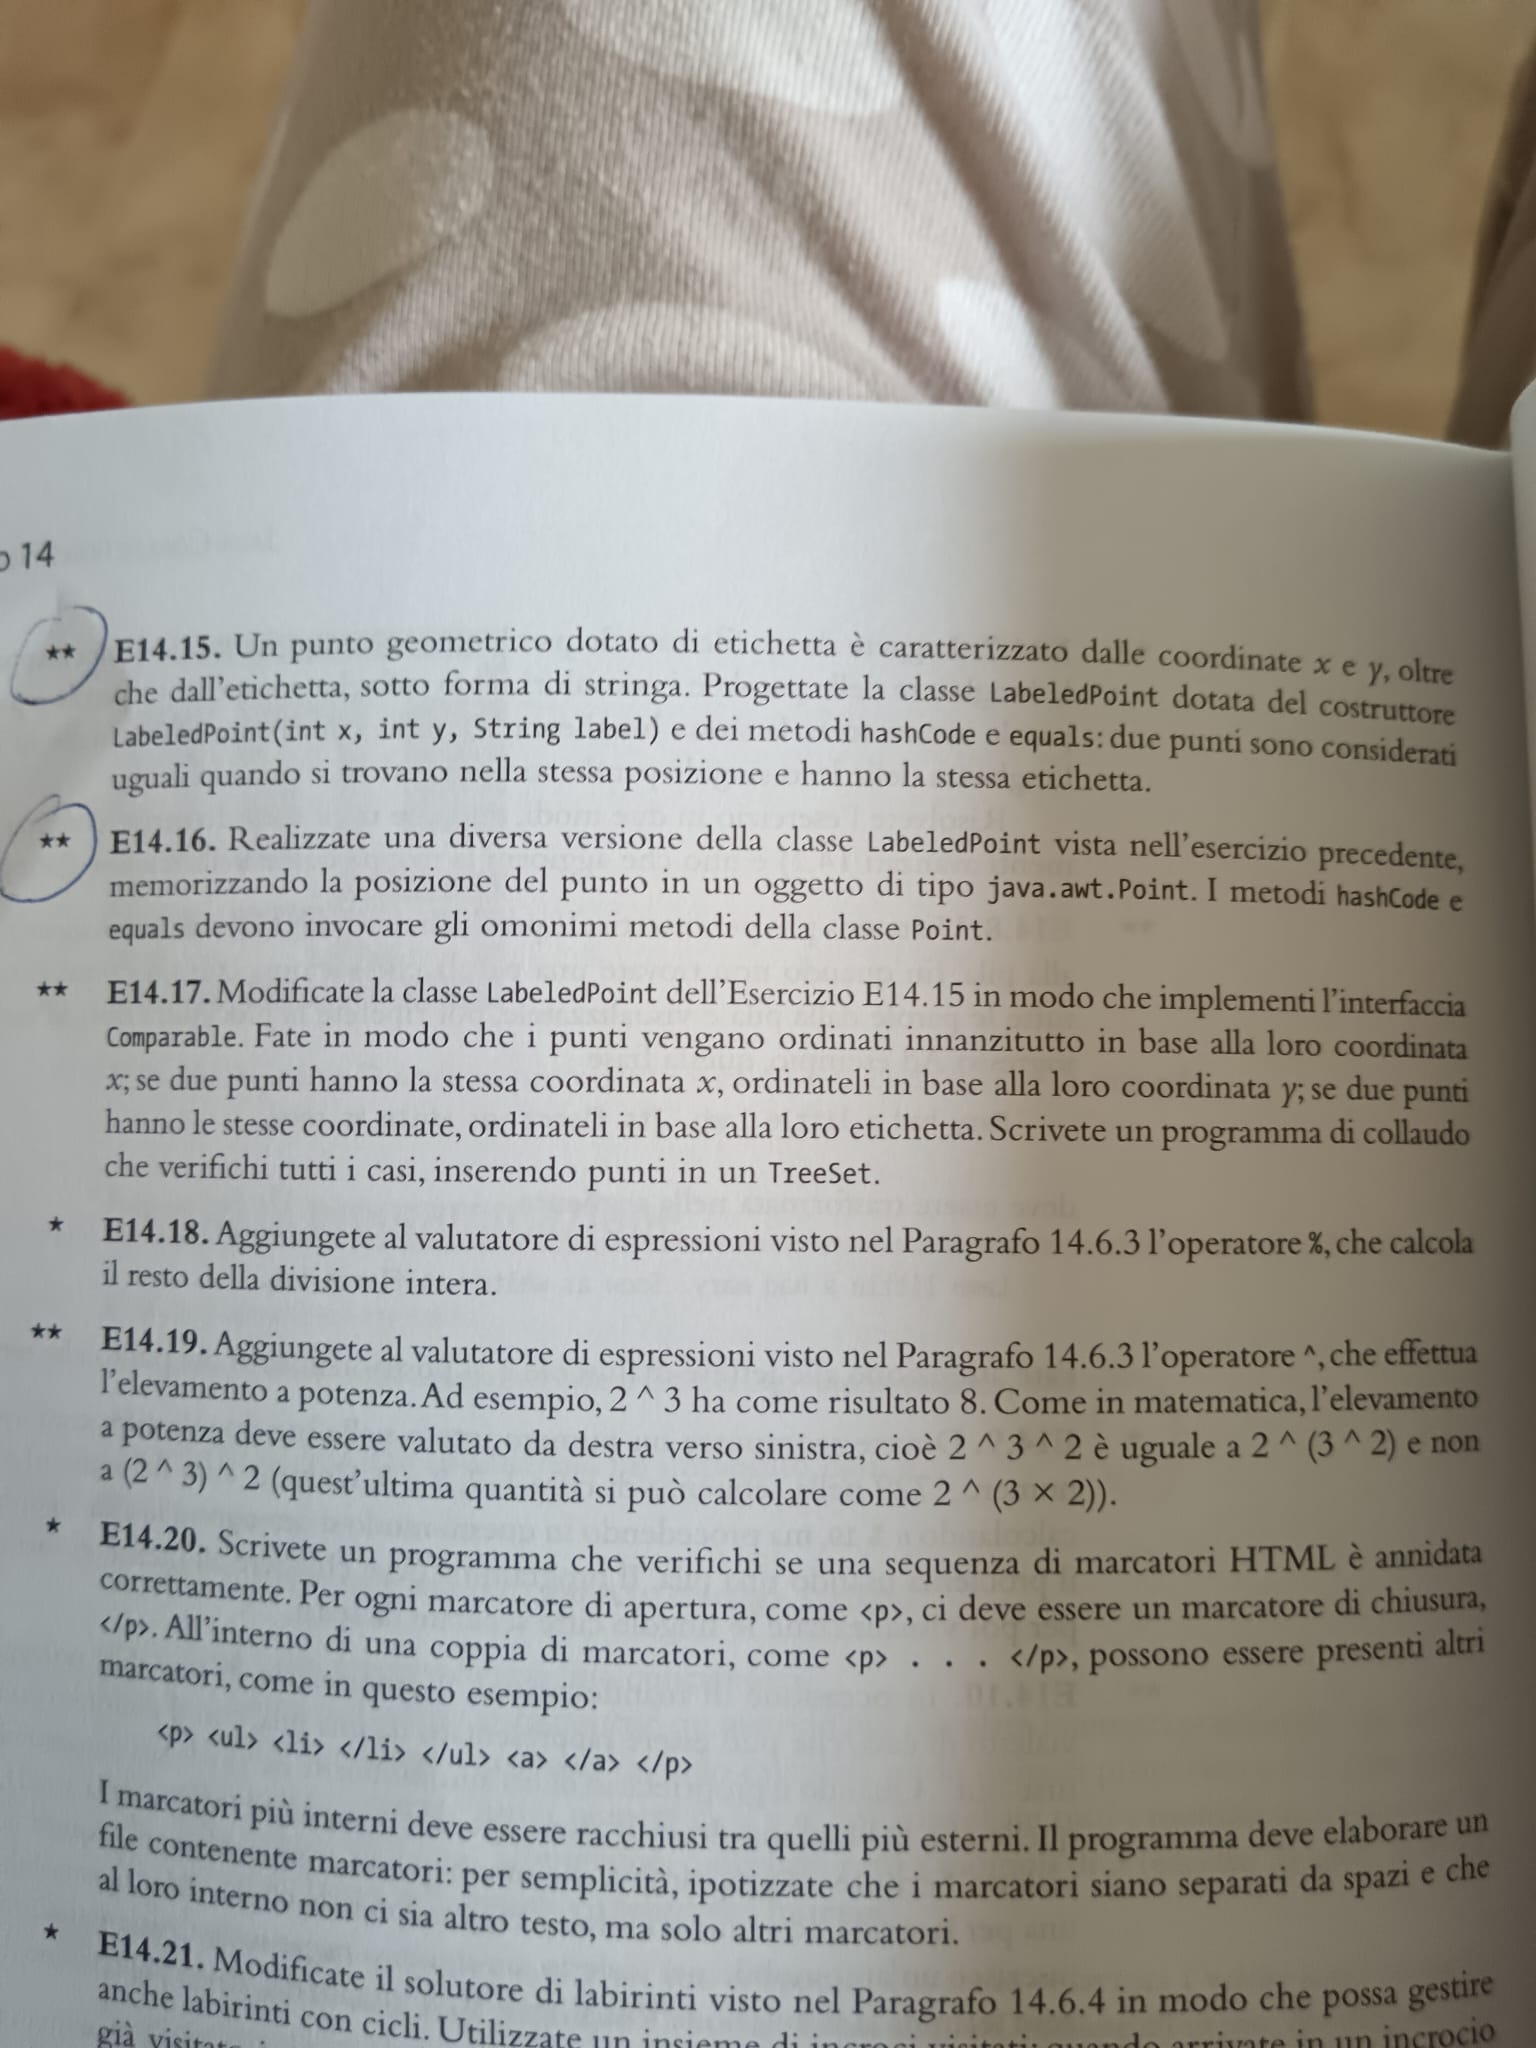 14
** E14.15. Un punto geometrico dotato di etichetta è caratterizzato dalle coordinate x e y, oltre
che dall'etichetta, sotto forma di stringa. Progettate la classe LabeledPoint dotata del costruttore
LabeledPoint(int x, int y, String label) e dei metodi hashCode e equals: due punti sono considerati
uguali quando si trovano nella stessa posizione e hanno la stessa etichetta.
** E14.16. Realizzate una diversa versione della classe LabeledPoint vista nell'esercizio precedente,
memorizzando la posizione del punto in un oggetto di tipo java.awt.Point. I metodi hashCode e
equals devono invocare gli omonimi metodi della classe Point.
** E14.17. Modificate la classe LabeledPoint dell'Esercizio E14.15 in modo che implementi l'interfaccia
Comparable. Fate in modo che i punti vengano ordinati innanzitutto in base alla loro coordinata
x; se due punti hanno la stessa coordinata x, ordinateli in base alla loro coordinata y; se due punti
hanno le stesse coordinate, ordinateli in base alla loro etichetta. Scrivete un programma di collaudo
che verifichi tutti i casi, inserendo punti in un TreeSet.
* E14.18. Aggiungete al valutatore di espressioni visto nel Paragrafo 14.6.3 l'operatore %, che calcola
il resto della divisione intera.
** E14.19. Aggiungete al valutatore di espressioni visto nel Paragrafo 14.6.3 l'operatore ^, che effettua
l'elevamento a potenza. Ad esempio, 2 ^ 3 ha come risultato 8. Come in matematica, l'elevamento
a potenza deve essere valutato da destra verso sinistra, cioè 2 ^ 3 ^ 2 è uguale a 2 ^ (3 ^ 2) e non
a (2 ^ 3) ^ 2 (quest'ultima quantità si può calcolare come 2 ^ (3 × 2)).
* E14.20. Scrivete un programma che verifichi se una sequenza di marcatori HTML è annidata
correttamente. Per ogni marcatore di apertura, come <p>, ci deve essere un marcatore di chiusura,
</p>. All'interno di una coppia di marcatori, come <p> . . . </p>, possono essere presenti altri
marcatori, come in questo esempio:
<p> <ul> <li> </li> </ul> <a> </a> </p>
I marcatori più interni deve essere racchiusi tra quelli più esterni. Il programma deve elaborare un
file contenente marcatori: per semplicità, ipotizzate che i marcatori siano separati da spazi e che
al loro interno non ci sia altro testo, ma solo altri marcatori.
* E14.21. Modificate il solutore di labirinti visto nel Paragrafo 14.6.4 in modo che possa gestire
anche labirinti con cicli. Utilizzate un insieme di incroci visitati: quando arrivate in un incrocio
già